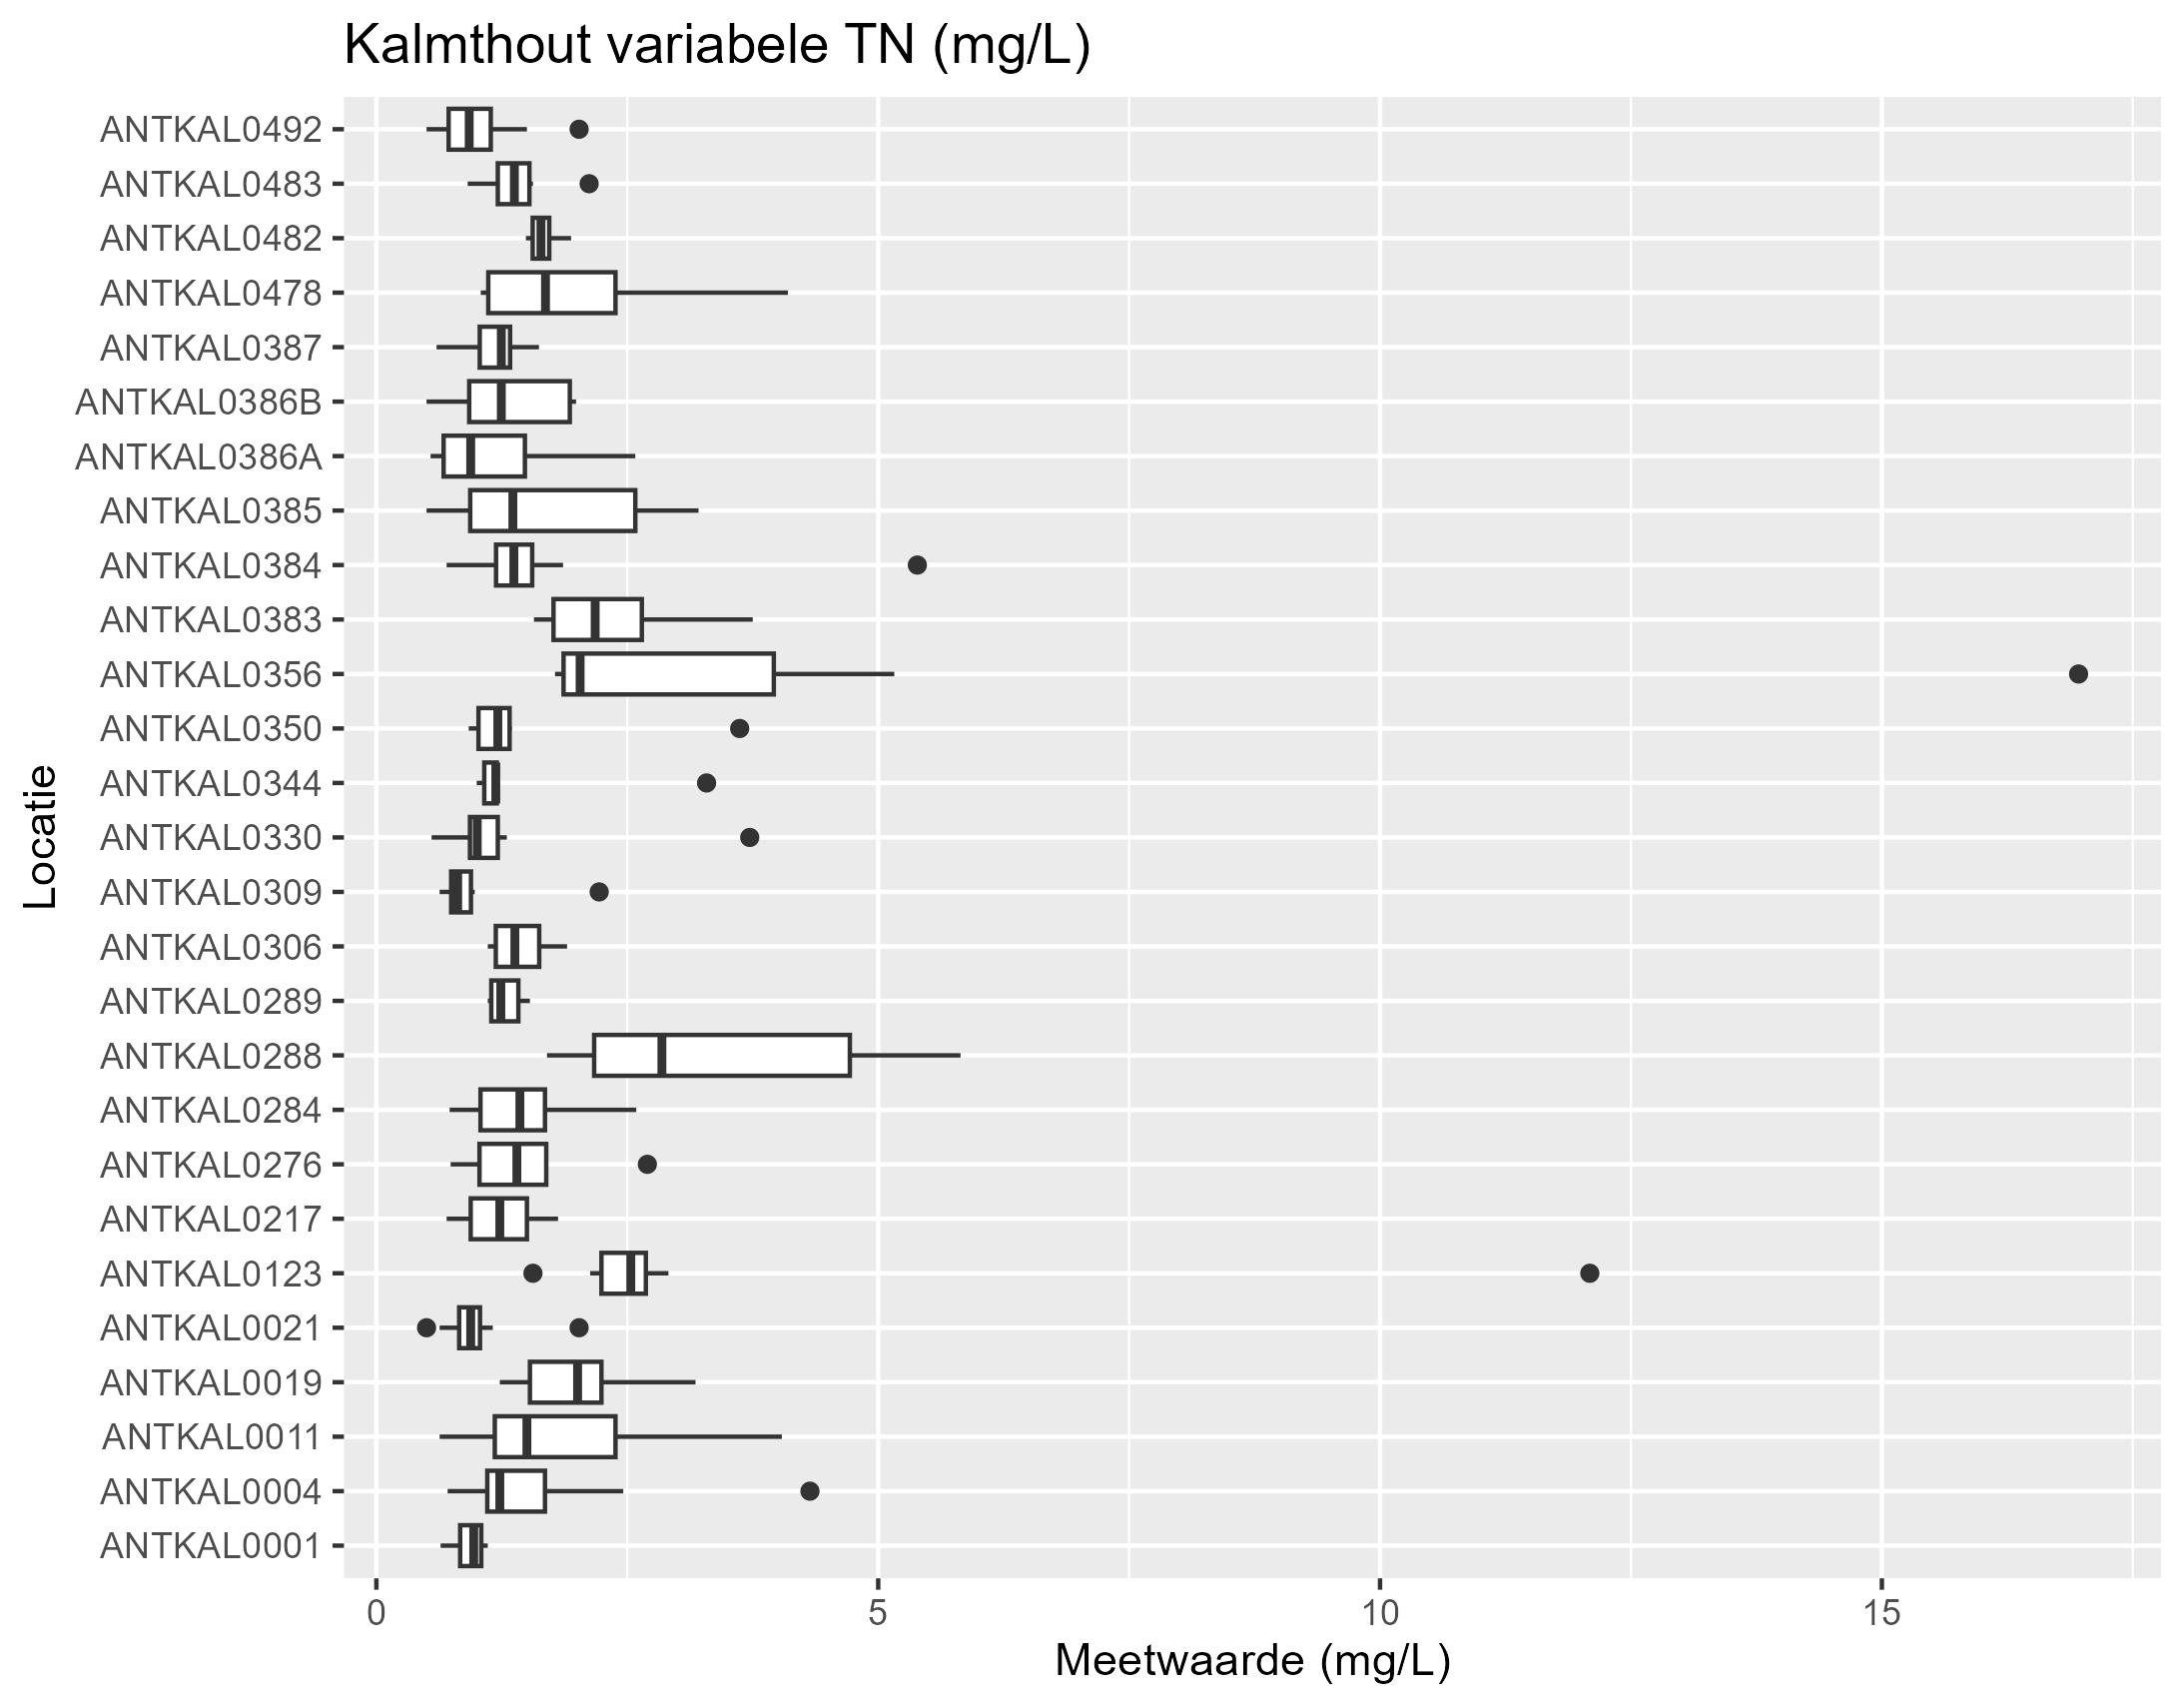 Kalmthout variabele TN (mg/L)
ANTKAL0492
ANTKAL0483
ANTKAL0482
ANTKAL0478
ANTKAL0387
ANTKAL0386B
ANTKAL0386A
ANTKAL0385
ANTKAL0384
ANTKAL0383
ANTKAL0356
ANTKAL0350
ANTKAL0344
ANTKAL0330
ANTKAL0309
ANTKAL0306
ANTKAL0289
ANTKAL0288
ANTKAL0284
ANTKAL0276
ANTKAL0217
ANTKAL0123
ANTKAL0021
ANTKAL0019
ANTKAL0011
ANTKAL0004
ANTKAL0001
Locatie
0 5 10 15
Meetwaarde (mg/L)